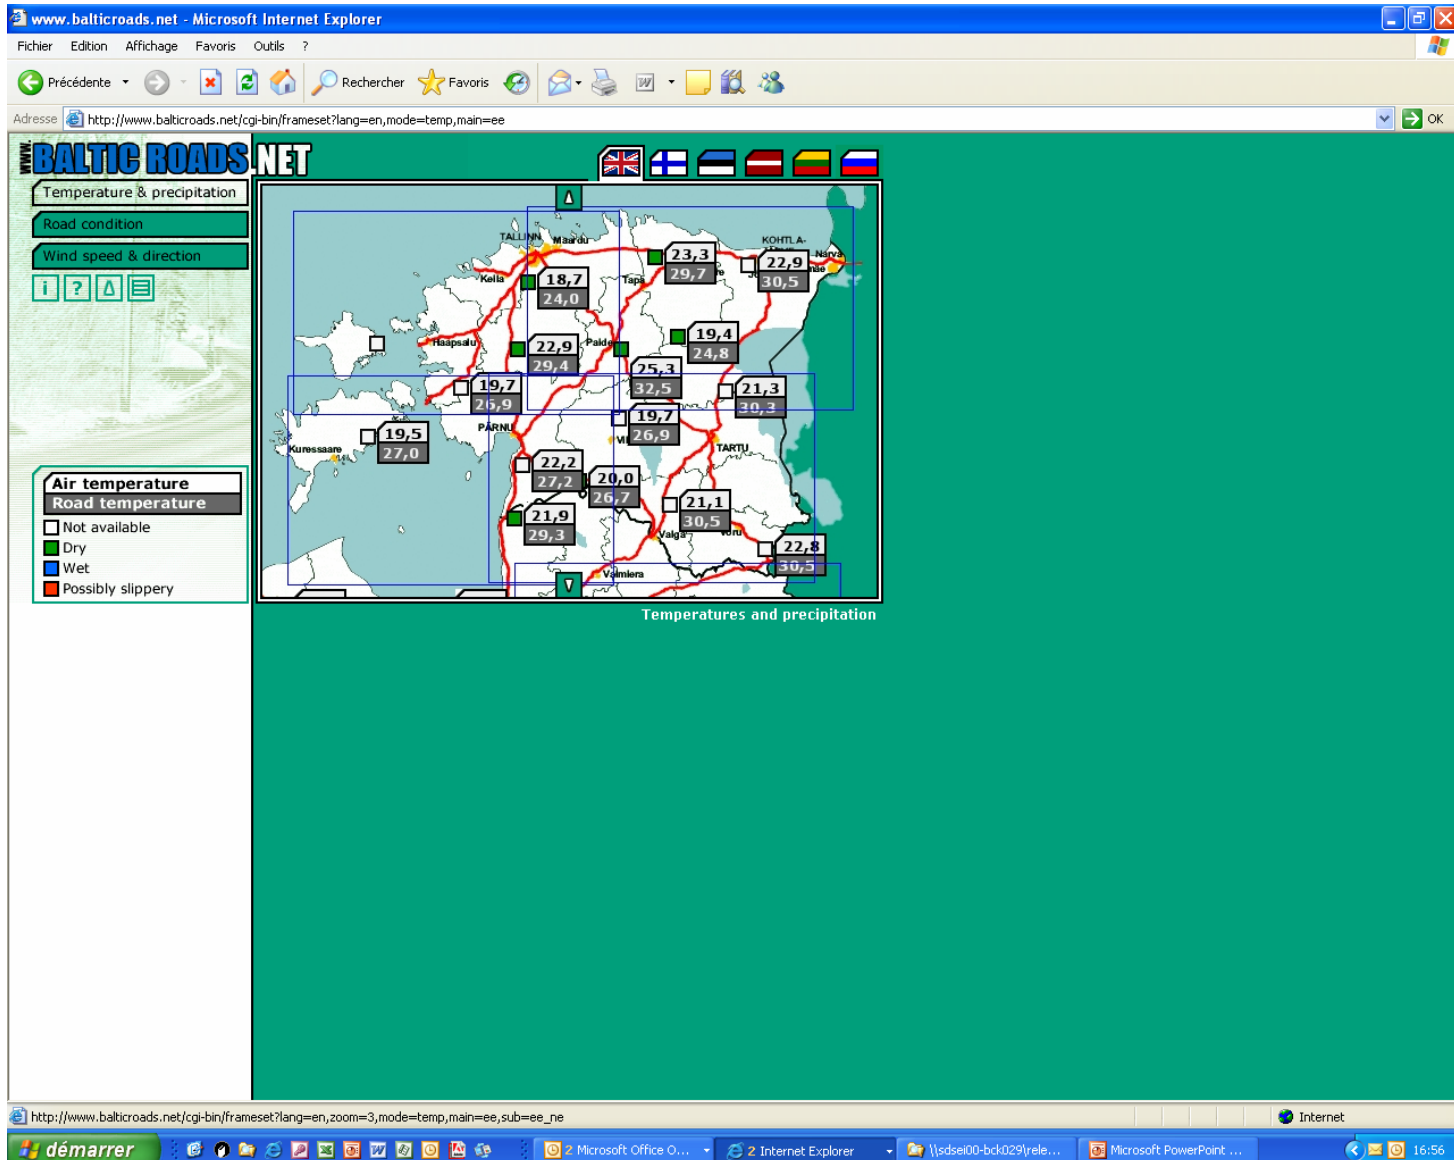 www.balticroads.net - Microsoft Internet Explorer
Fichier Edition Affichage Favoris Outils ?
Précédente Rechercher Favoris
Adresse http://www.balticroads.net/cgi-bin/frameset?lang=en,mode=temp,main=ee OK
WWW. BALTIC ROADS.NET
Temperature & precipitation
Road condition
Wind speed & direction
i ?
TALLINN Maardu KOHTLA-
Narva
23,3
29,7
22,9
30,5
Keila
18,7
24,0
Tapa
Haapsalu
22,9
29,4
Paide
19,4
24,8
25,3
32,5
19,7
26,9
21,3
30,3
PÄRNU
19,7
26,9
TARTU
19,5
27,0
Kuressaare
22,2
27,2
20,0
26,7
21,1
30,5
21,9
29,3
Valga
Võru
22,8
30,5
Valmiera
Air temperature
Road temperature
Not available
Dry
Wet
Possibly slippery
Temperatures and precipitation
http://www.balticroads.net/cgi-bin/frameset?lang=en,zoom=3,mode=temp,main=ee,sub=ee_ne Internet
démarrer 2 Microsoft Office O... 2 Internet Explorer \\sdsei00-bck029\rele... Microsoft PowerPoint ... 16:56